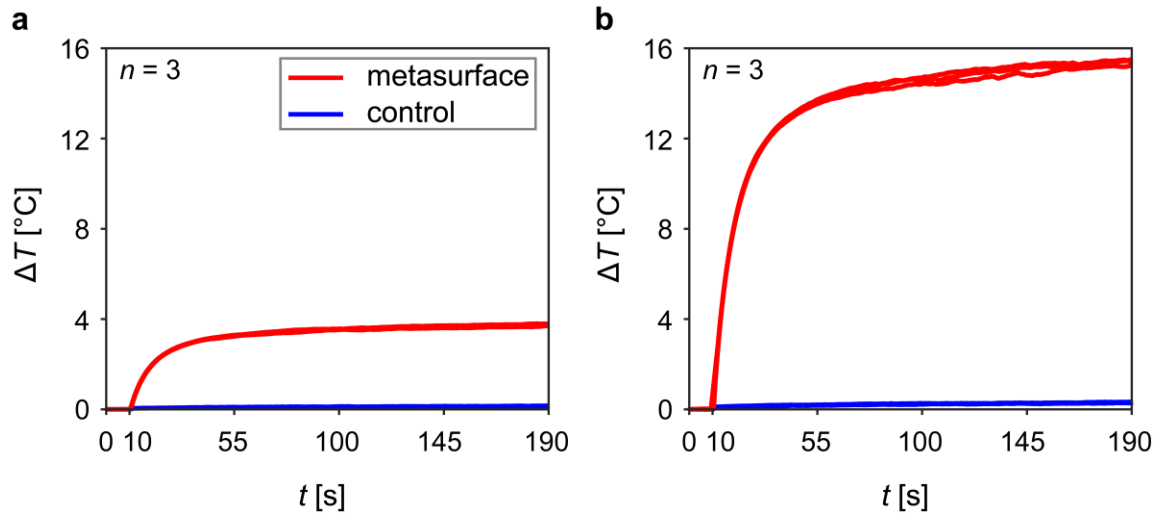 a
16
12
8
4
0
ΔT [°C]
n = 3
metasurface
control
0 10 55 100 145 190
t [s]
b
16
12
8
4
0
ΔT [°C]
n = 3
0 10 55 100 145 190
t [s]